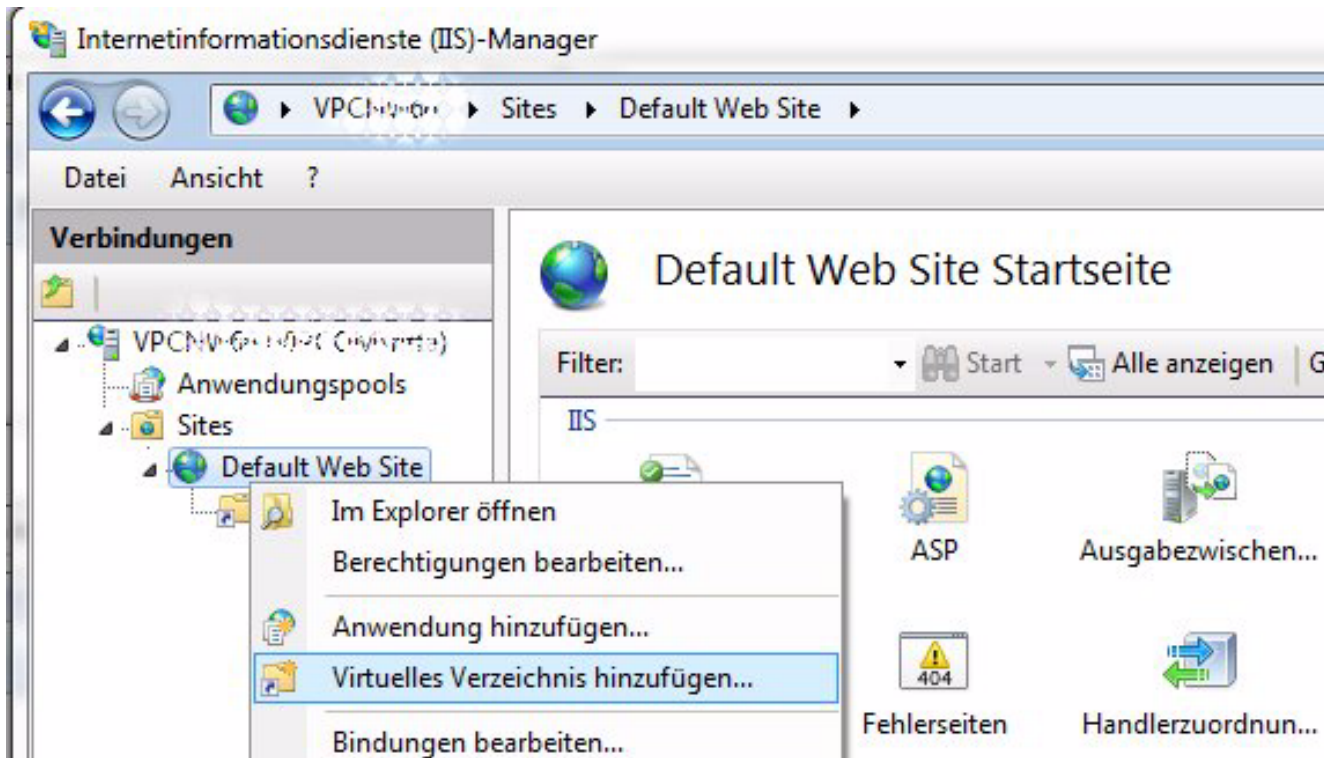 Internetinformationsdienste (IIS)-Manager
Sites Default Web Site
Datei Ansicht ?
Verbindungen
Default Web Site Startseite
Filter: Start Alle anzeigen G
Anwendungspools
Sites
IIS
Default Web Site
Im Explorer öffnen
Berechtigungen bearbeiten...
ASP
Ausgabezwischen...
Anwendung hinzufügen...
Virtuelles Verzeichnis hinzufügen...
404
Bindungen bearbeiten...
Fehlerseiten
Handlerzuordnun...